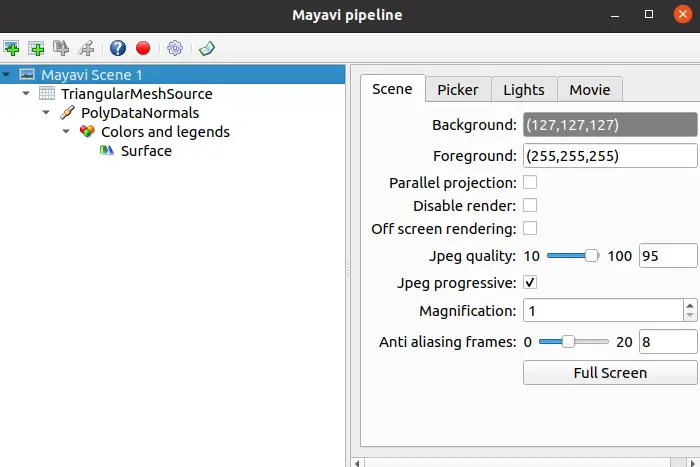 Mayavi pipeline
Mayavi Scene 1
TriangularMeshSource
PolyDataNormals
Colors and legends
Surface
Scene Picker Lights Movie
Background: (127,127,127)
Foreground: (255,255,255)
Parallel projection:
Disable render:
Off screen rendering:
Jpeg quality: 10 100 95
Jpeg progressive:
Magnification: 1
Anti aliasing frames: 0 20 8
Full Screen